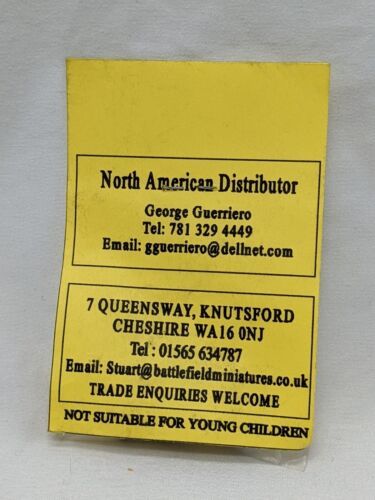 North American Distributor
George Guerriero
Tel: 781 329 4449
Email: gguerriero@dellnet.com
7 QUEENSWAY, KNUTSFORD
CHESHIRE WA16 0NJ
Tel : 01565 634787
Email: Stuart@battlefieldminiatures.co.uk
TRADE ENQUIRIES WELCOME
NOT SUITABLE FOR YOUNG CHILDREN